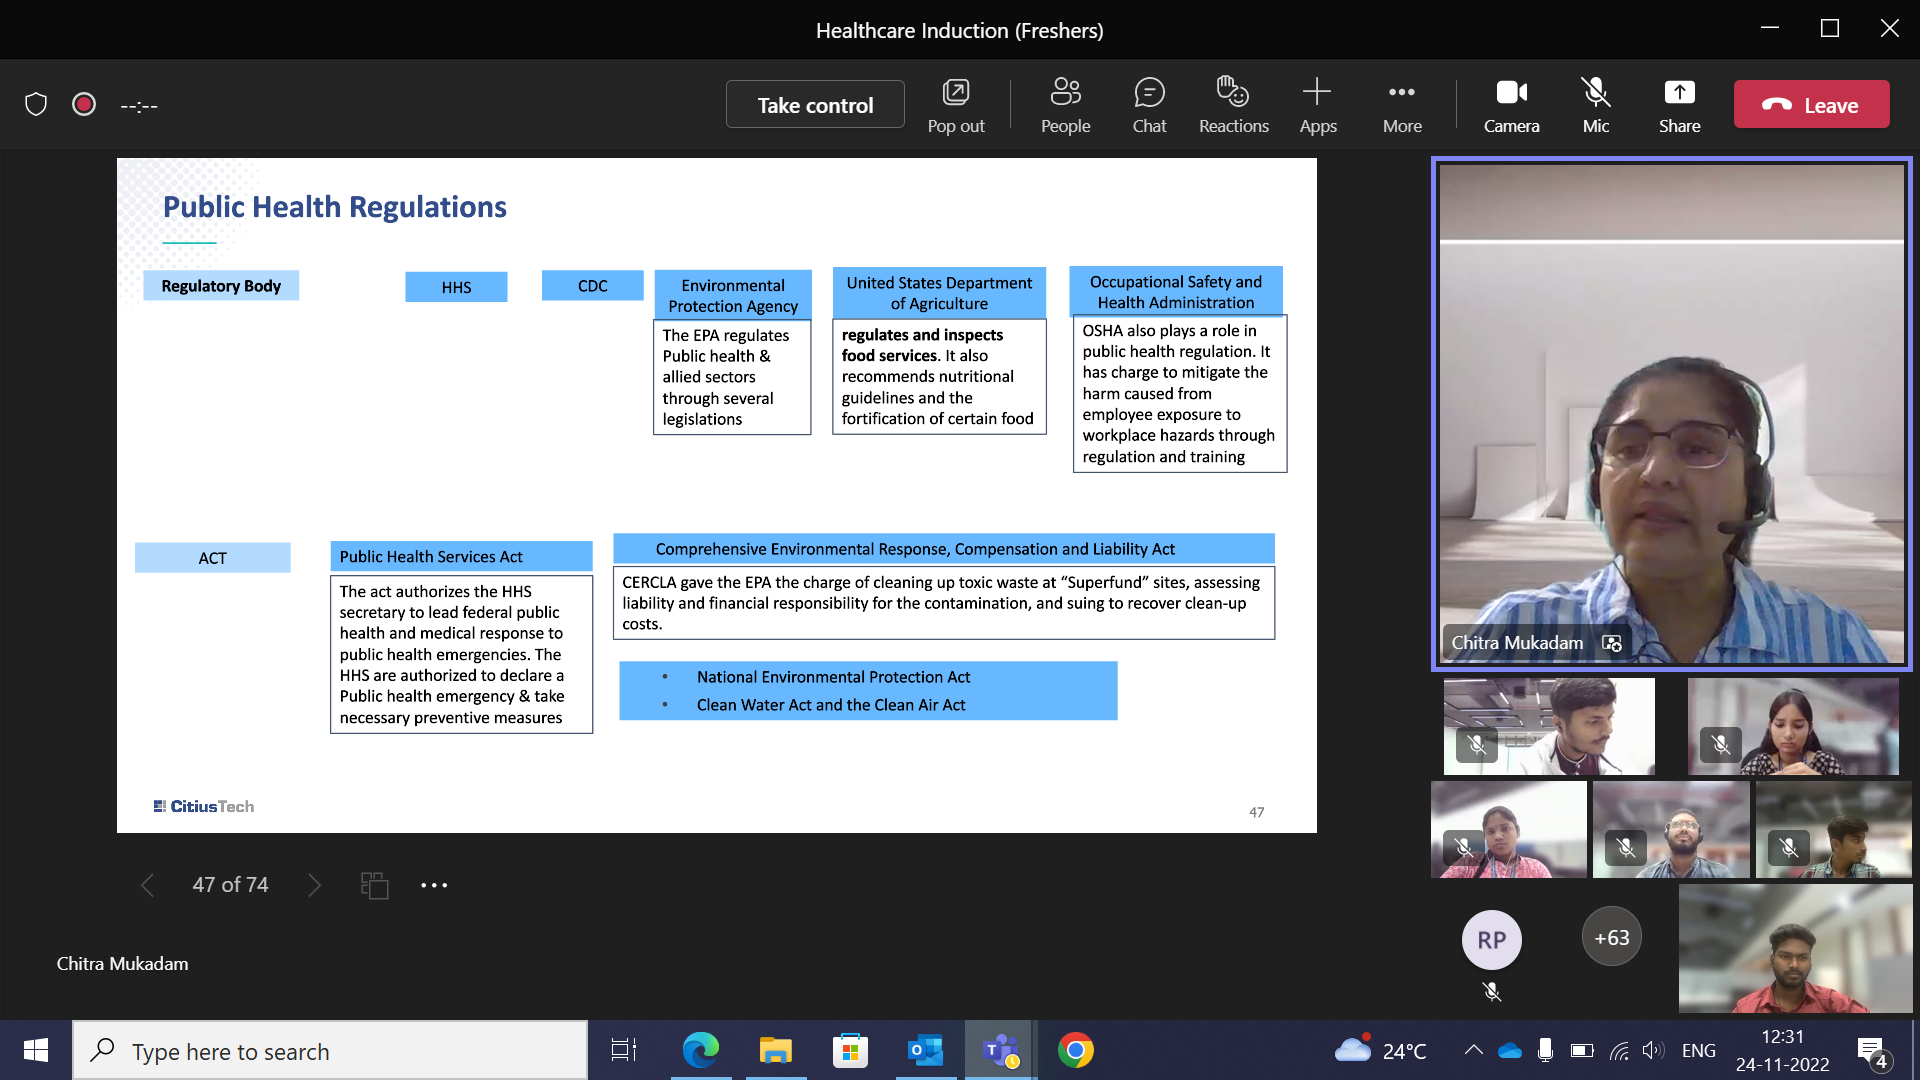 Healthcare Induction (Freshers)
--:--
Take control
Pop out
People
Chat
Reactions
Apps
More
Camera
Mic
Share
Leave
Public Health Regulations
Regulatory Body
HHS
CDC
Environmental
Protection Agency
The EPA regulates
Public health &
allied sectors
through several
legislations
United States Department
of Agriculture
regulates and inspects
food services. It also
recommends nutritional
guidelines and the
fortification of certain food
Occupational Safety and
Health Administration
OSHA also plays a role in
public health regulation. It
has charge to mitigate the
harm caused from
employee exposure to
workplace hazards through
regulation and training
ACT
Public Health Services Act
The act authorizes the HHS
secretary to lead federal public
health and medical response to
public health emergencies. The
HHS are authorized to declare a
Public health emergency & take
necessary preventive measures
Comprehensive Environmental Response, Compensation and Liability Act
CERCLA gave the EPA the charge of cleaning up toxic waste at “Superfund” sites, assessing
liability and financial responsibility for the contamination, and suing to recover clean-up
costs.
• National Environmental Protection Act
• Clean Water Act and the Clean Air Act
CitiusTech
47
Chitra Mukadam
47 of 74
RP
+63
Chitra Mukadam
Type here to search
24°C
ENG
12:31
24-11-2022
4